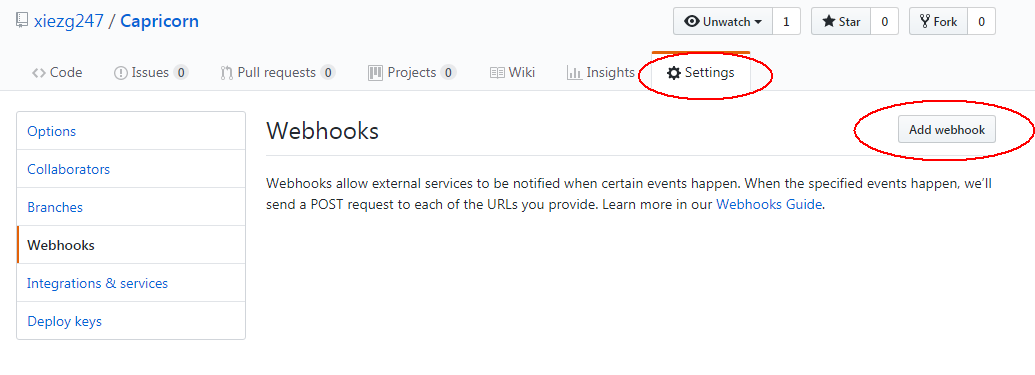 xiezg247 / Capricorn
Unwatch 1 Star 0 Fork 0
Code Issues 0 Pull requests 0 Projects 0 Wiki Insights Settings
Options
Collaborators
Branches
Webhooks
Integrations & services
Deploy keys
Webhooks Add webhook
Webhooks allow external services to be notified when certain events happen. When the specified events happen, we'll
send a POST request to each of the URLs you provide. Learn more in our Webhooks Guide.